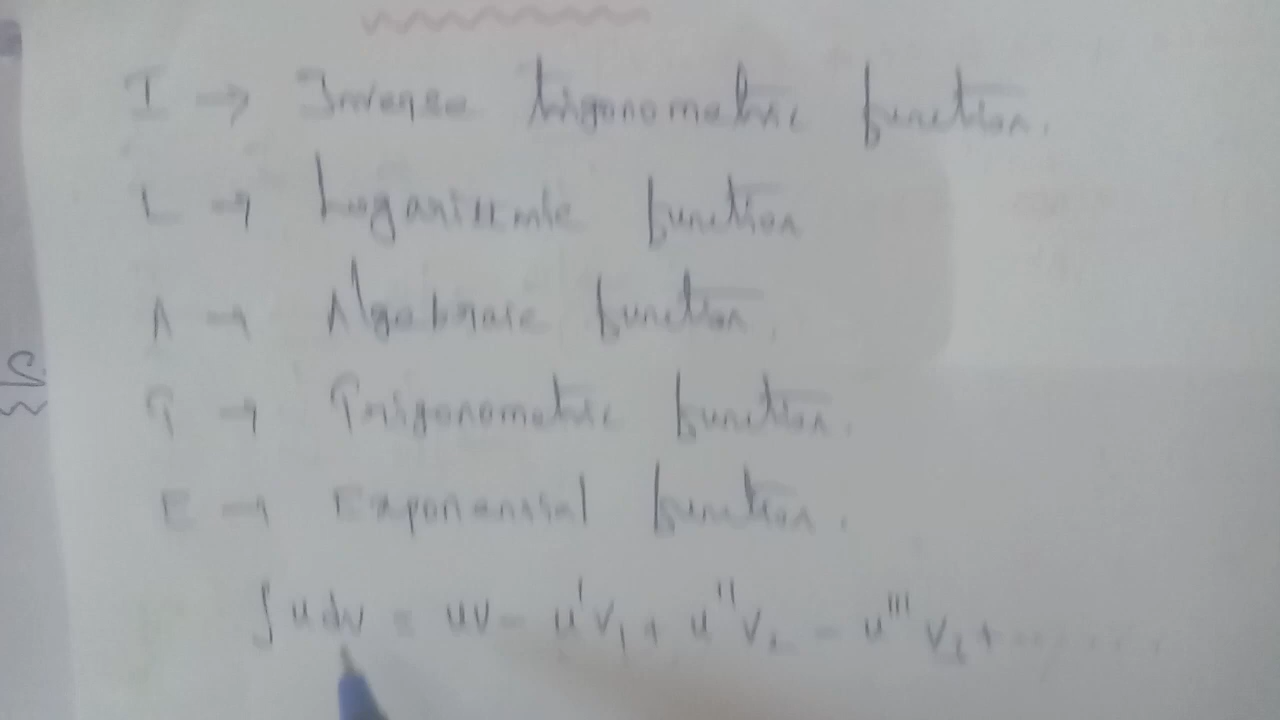 I → Inverse trigonometric function.
L → Logarithmic function
A → Algebraic function.
T → Trigonometric function.
E → Exponential function.
∫ u dv = uv - u'v₁ + u''v₂ - u'''v₃ + ......